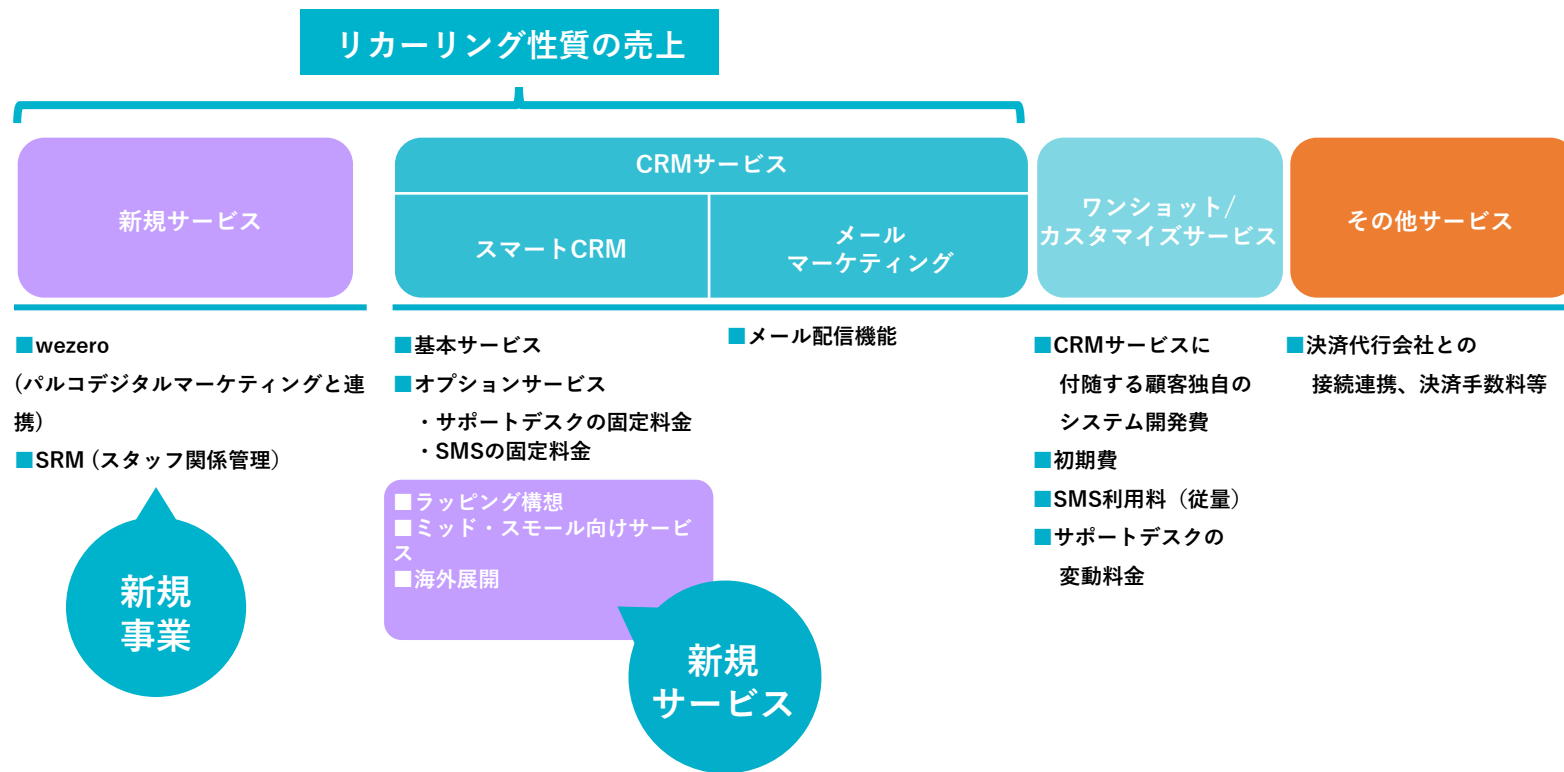 リカーリング性質の売上
新規サービス
CRMサービス
スマートCRM
メール
マーケティング
ワンショット/
カスタマイズサービス
その他サービス
■wezero
(パルコデジタルマーケティングと連
携)
■SRM (スタッフ関係管理)
新規
事業
■基本サービス
■オプションサービス
・サポートデスクの固定料金
・SMSの固定料金
■ラッピング構想
■ミッド・スモール向けサービ
ス
■海外展開
新規
サービス
■メール配信機能
■CRMサービスに
付随する顧客独自の
システム開発費
■初期費
■SMS利用料（従量）
■サポートデスクの
変動料金
■決済代行会社との
接続連携、決済手数料等